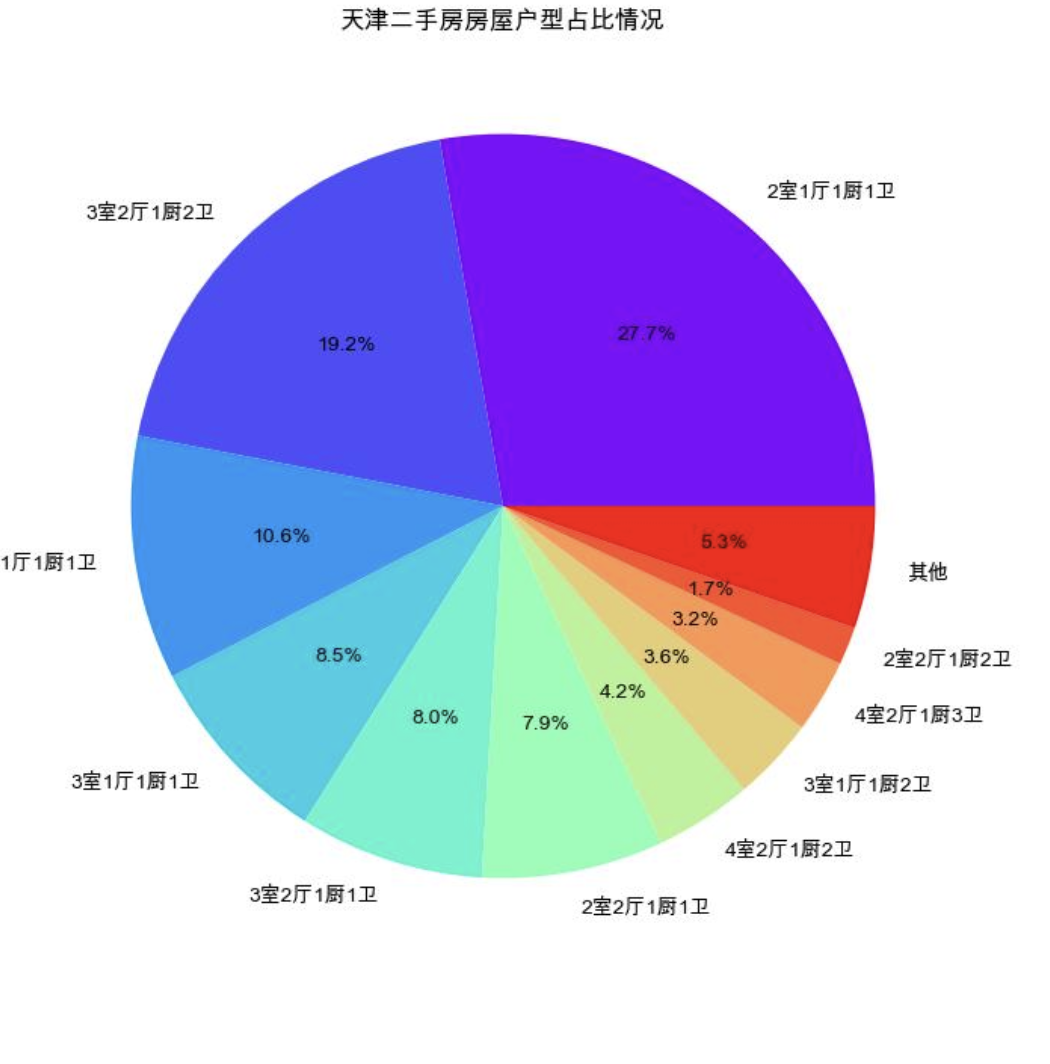 天津二手房房屋户型占比情况
2室1厅1厨1卫
3室2厅1厨2卫
27.7%
19.2%
10.6%
5.3%
1厅1厨1卫
其他
1.7%
3.2%
8.5%
3.6%
2室2厅1厨2卫
4.2%
8.0%
7.9%
4室2厅1厨3卫
3室1厅1厨1卫
3室1厅1厨2卫
4室2厅1厨2卫
3室2厅1厨1卫
2室2厅1厨1卫